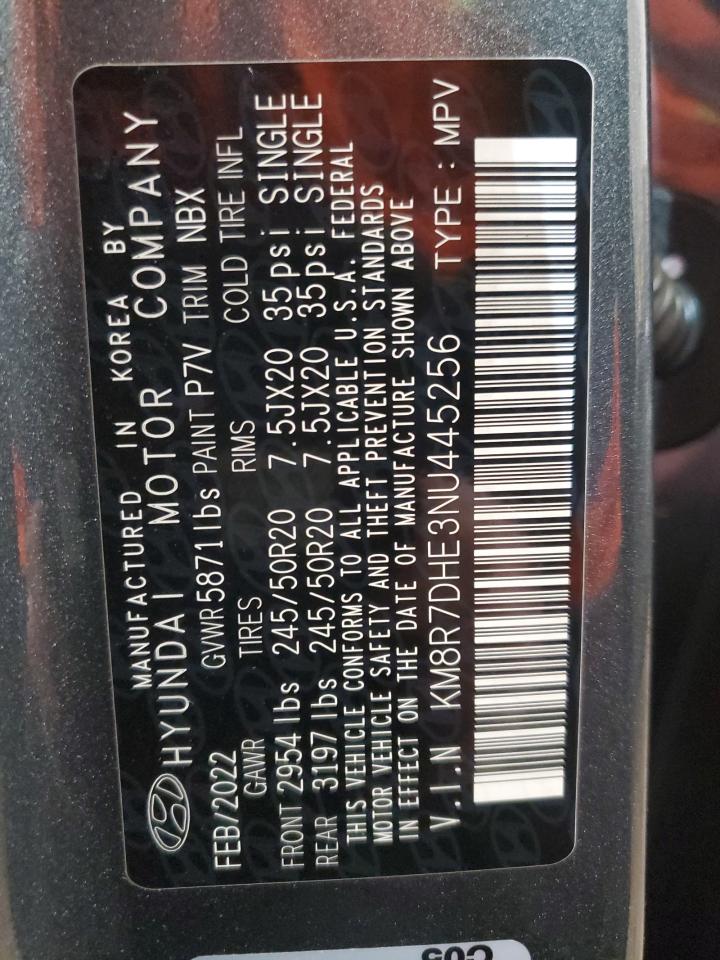 MANUFACTURED IN KOREA BY
HYUNDAI MOTOR COMPANY
FEB/2022 GVWR 5871 lbs PAINT P7V TRIM NBX
GAWR TIRES RIMS COLD TIRE INFL
FRONT 2954 lbs 245/50R20 7.5JX20 35psi SINGLE
REAR 3197 lbs 245/50R20 7.5JX20 35psi SINGLE
THIS VEHICLE CONFORMS TO ALL APPLICABLE U.S.A. FEDERAL
MOTOR VEHICLE SAFETY AND THEFT PREVENTION STANDARDS
IN EFFECT ON THE DATE OF MANUFACTURE SHOWN ABOVE
V.I.N KM8R7DHE3NU445256 TYPE : MPV